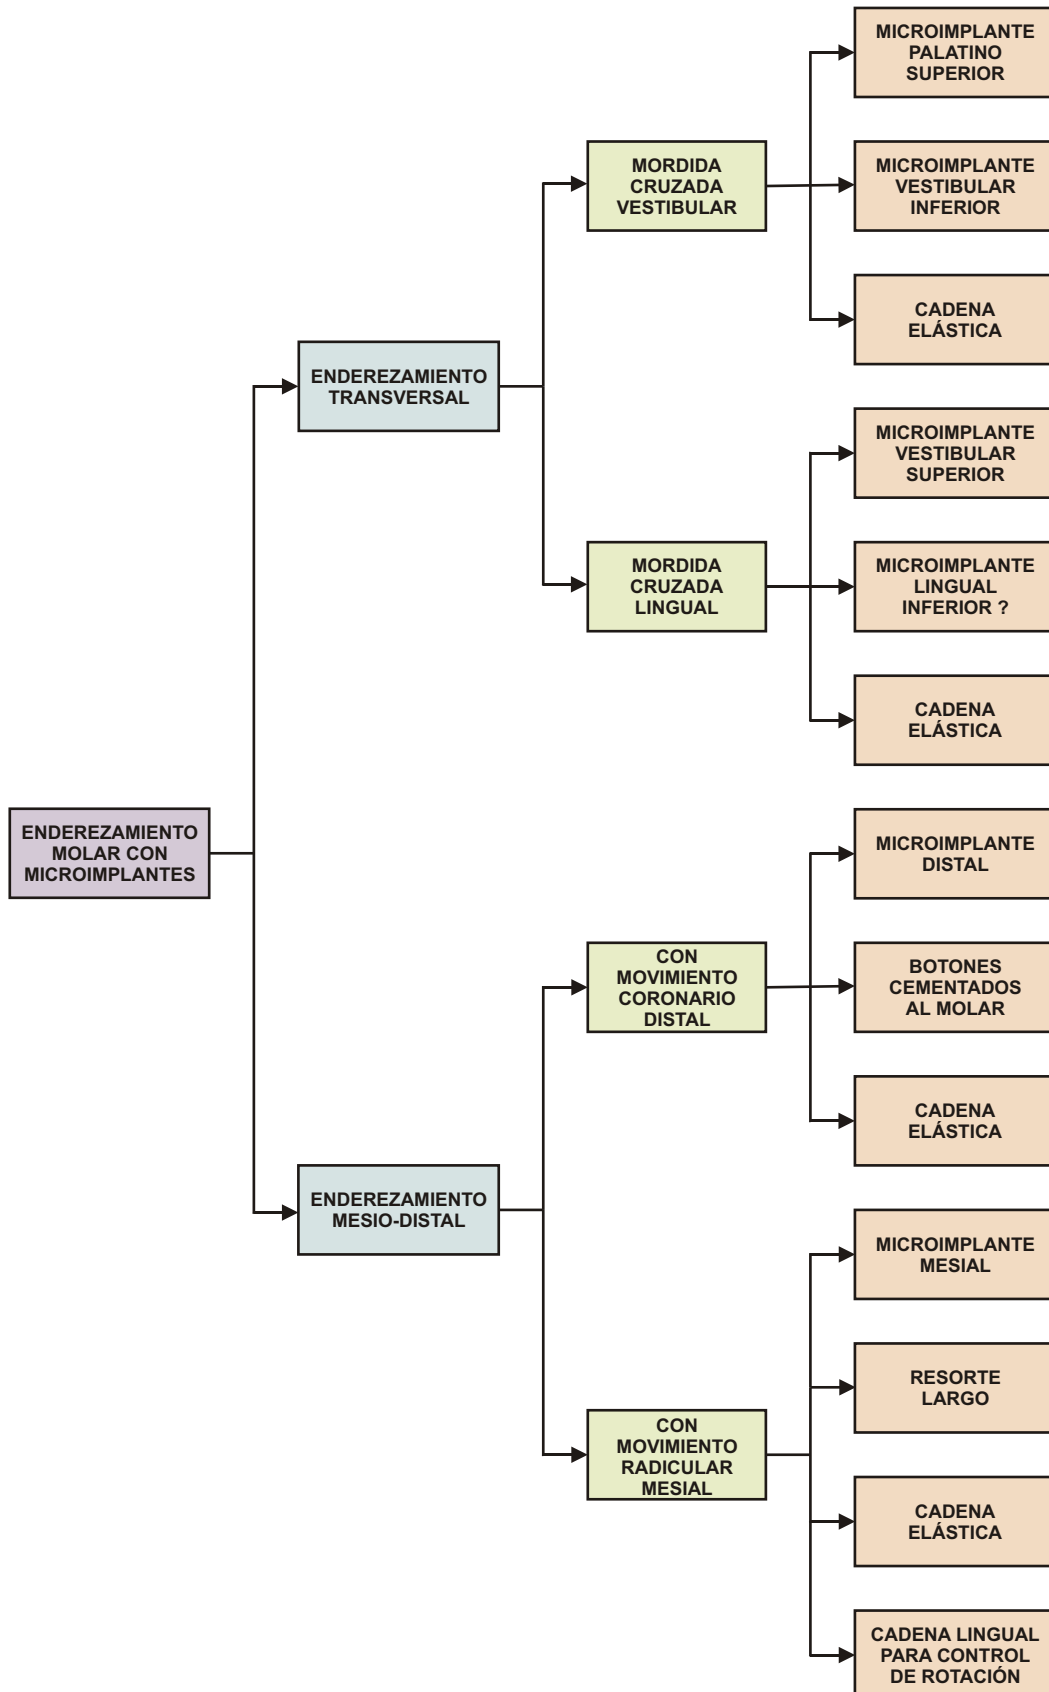 MICROIMPLANTE
PALATINO
SUPERIOR
MORDIDA
CRUZADA
VESTIBULAR
MICROIMPLANTE
VESTIBULAR
INFERIOR
CADENA
ELÁSTICA
ENDEREZAMIENTO
TRANSVERSAL
MICROIMPLANTE
VESTIBULAR
SUPERIOR
MORDIDA
CRUZADA
LINGUAL
MICROIMPLANTE
LINGUAL
INFERIOR ?
CADENA
ELÁSTICA
ENDEREZAMIENTO
MOLAR CON
MICROIMPLANTES
MICROIMPLANTE
DISTAL
CON
MOVIMIENTO
CORONARIO
DISTAL
BOTONES
CEMENTADOS
AL MOLAR
CADENA
ELÁSTICA
ENDEREZAMIENTO
MESIO-DISTAL
MICROIMPLANTE
MESIAL
RESORTE
LARGO
CON
MOVIMIENTO
RADICULAR
MESIAL
CADENA
ELÁSTICA
CADENA LINGUAL
PARA CONTROL
DE ROTACIÓN